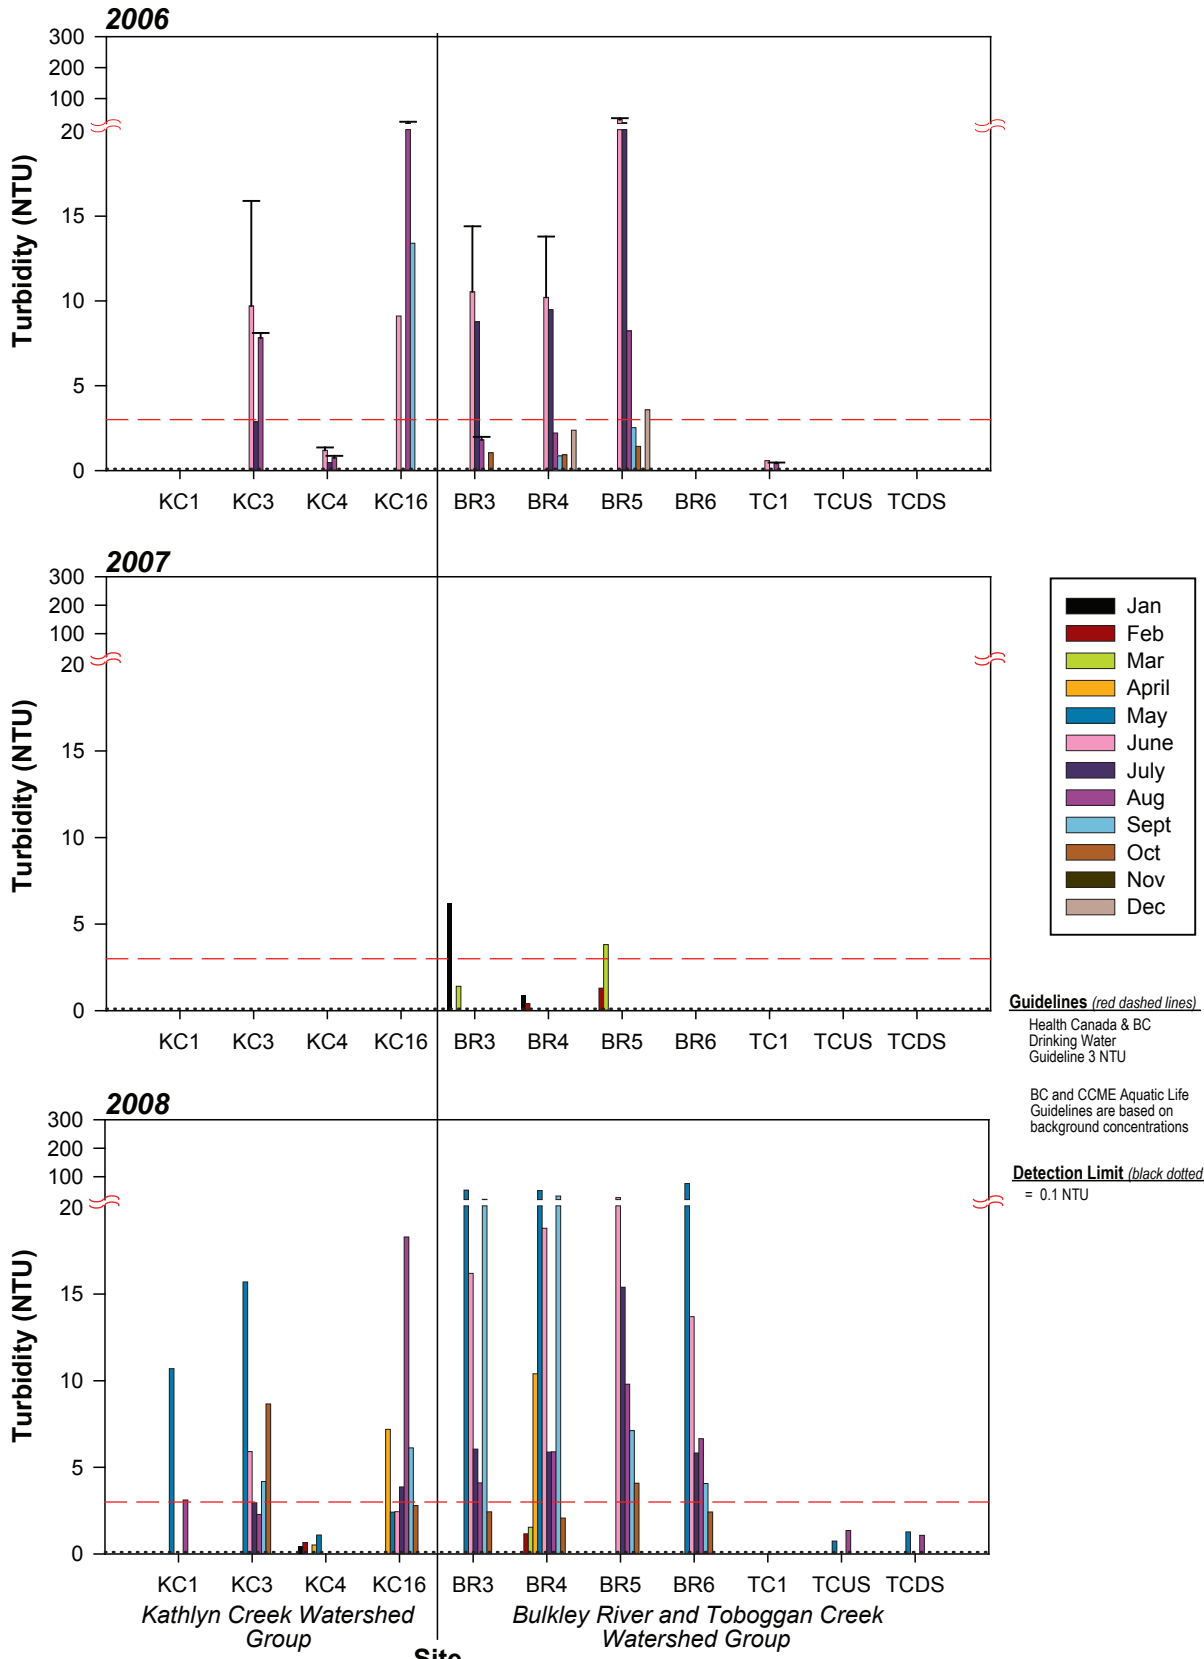 2006
300
200
100
20
15
10
5
0
Turbidity (NTU)
KC1 KC3 KC4 KC16 BR3 BR4 BR5 BR6 TC1 TCUS TCDS
2007
300
200
100
20
15
10
5
0
Turbidity (NTU)
KC1 KC3 KC4 KC16 BR3 BR4 BR5 BR6 TC1 TCUS TCDS
Jan
Feb
Mar
April
May
June
July
Aug
Sept
Oct
Nov
Dec
Guidelines (red dashed lines)
Health Canada & BC
Drinking Water
Guideline 3 NTU
BC and CCME Aquatic Life
Guidelines are based on
background concentrations
Detection Limit (black dotted
= 0.1 NTU
2008
300
200
100
20
15
10
5
0
Turbidity (NTU)
KC1 KC3 KC4 KC16 BR3 BR4 BR5 BR6 TC1 TCUS TCDS
Kathlyn Creek Watershed
Group
Bulkley River and Toboggan Creek
Watershed Group
Site